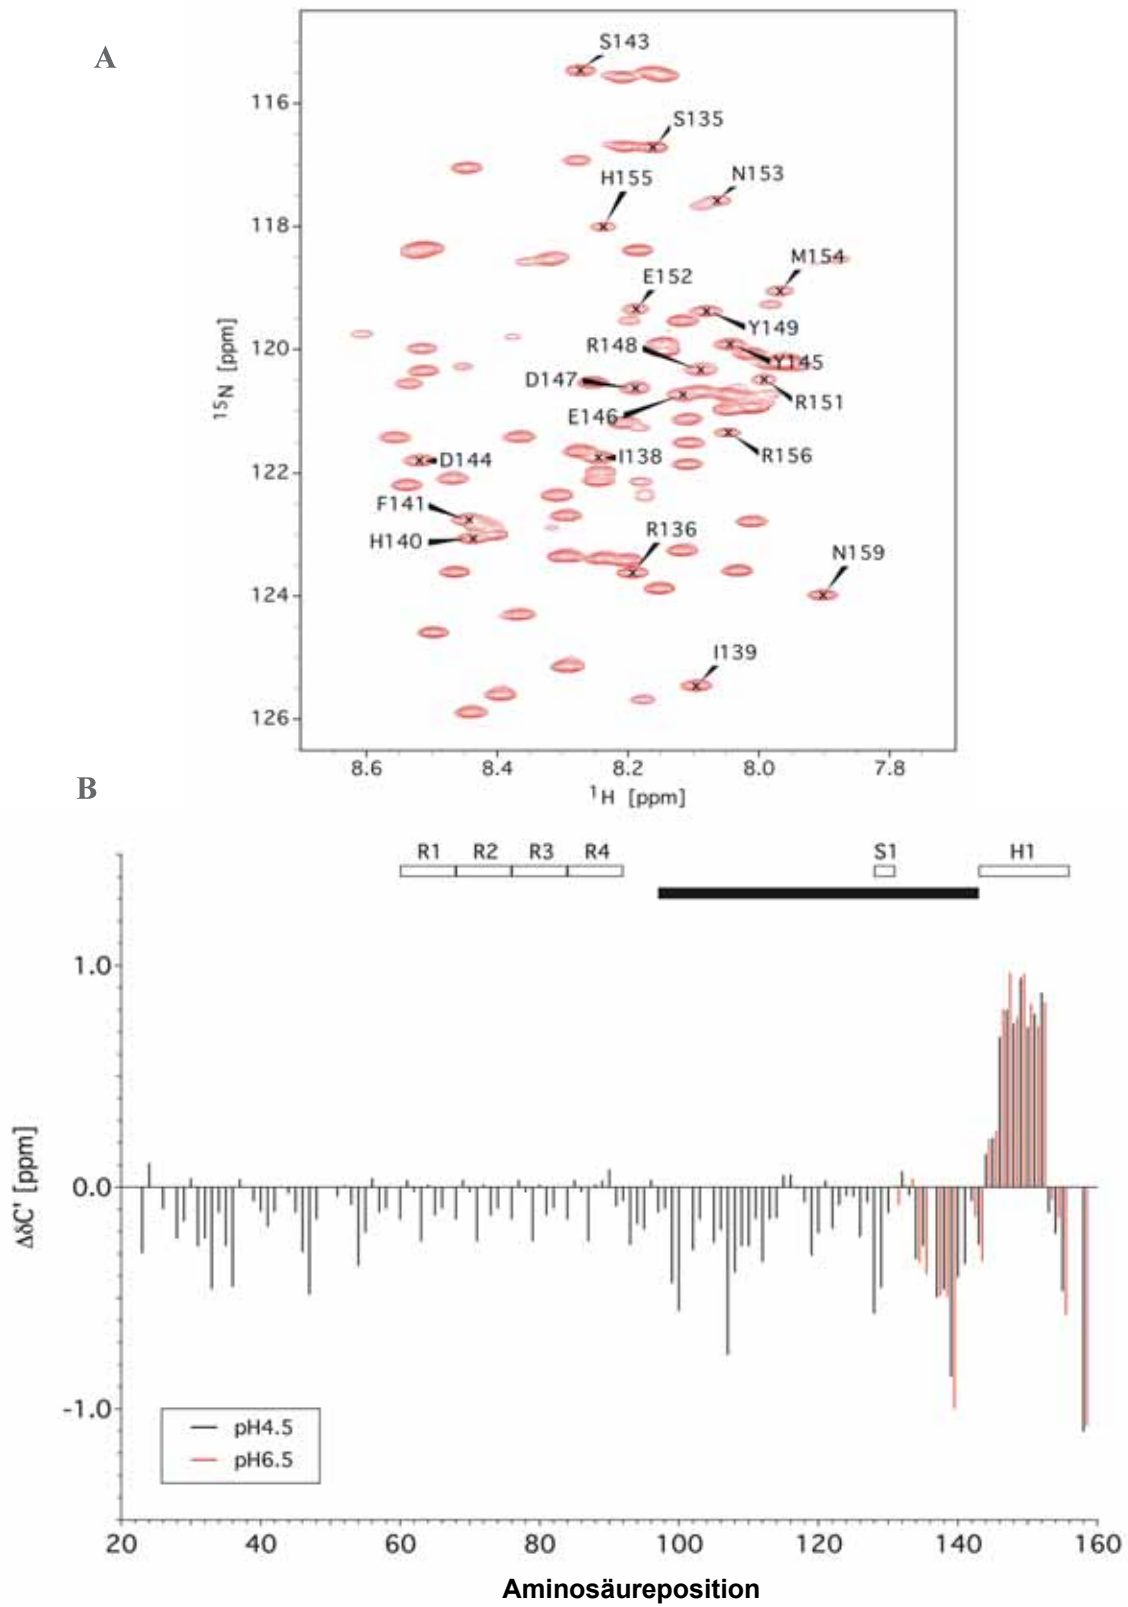 A
S143
116
S135
H155
N153
118
M154
E152
Y149
120
R148
Y145
D147
R151
E146
R156
D144
I138
122
F141
H140
R136
N159
124
I139
126
15N [ppm]
8.6 8.4 8.2 8.0 7.8
1H [ppm]
B
R1 R2 R3 R4 S1 H1
1.0
0.0
-1.0
ΔδC' [ppm]
pH4.5
pH6.5
20 40 60 80 100 120 140 160
Aminosäureposition